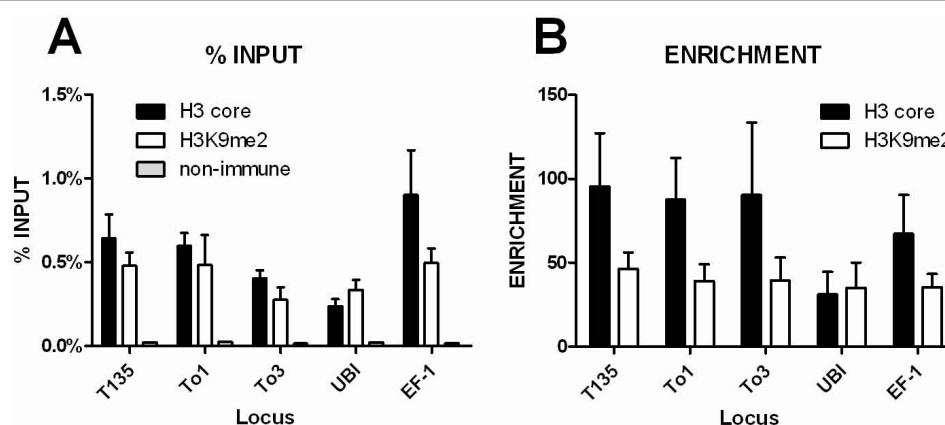 A
% INPUT
1.5%
1.0%
0.5%
0.0%
% INPUT
H3 core
H3K9me2
non-immune
T135
To1
To3
UBI
EF-1
Locus
B
ENRICHMENT
150
100
50
0
ENRICHMENT
H3 core
H3K9me2
T135
To1
To3
UBI
EF-1
Locus